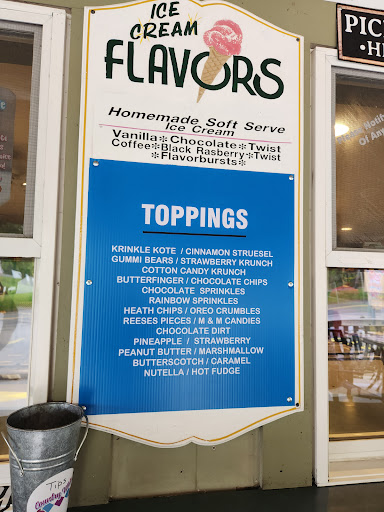 ICE
CREAM
FLAVORS
PIC
Homemade Soft Serve
Ice Cream
Vanilla*Chocolate*Twist
Coffee*Black Rasberry*Twist
*Flavorbursts*
TOPPINGS
KRINKLE KOTE / CINNAMON STRUESEL
GUMMI BEARS / STRAWBERRY KRUNCH
COTTON CANDY KRUNCH
BUTTERFINGER / CHOCOLATE CHIPS
CHOCOLATE SPRINKLES
RAINBOW SPRINKLES
HEATH CHIPS / OREO CRUMBLES
REESES PIECES / M & M CANDIES
CHOCOLATE DIRT
PINEAPPLE / STRAWBERRY
PEANUT BUTTER / MARSHMALLOW
BUTTERSCOTCH / CARAMEL
NUTELLA / HOT FUDGE
Tips
Country